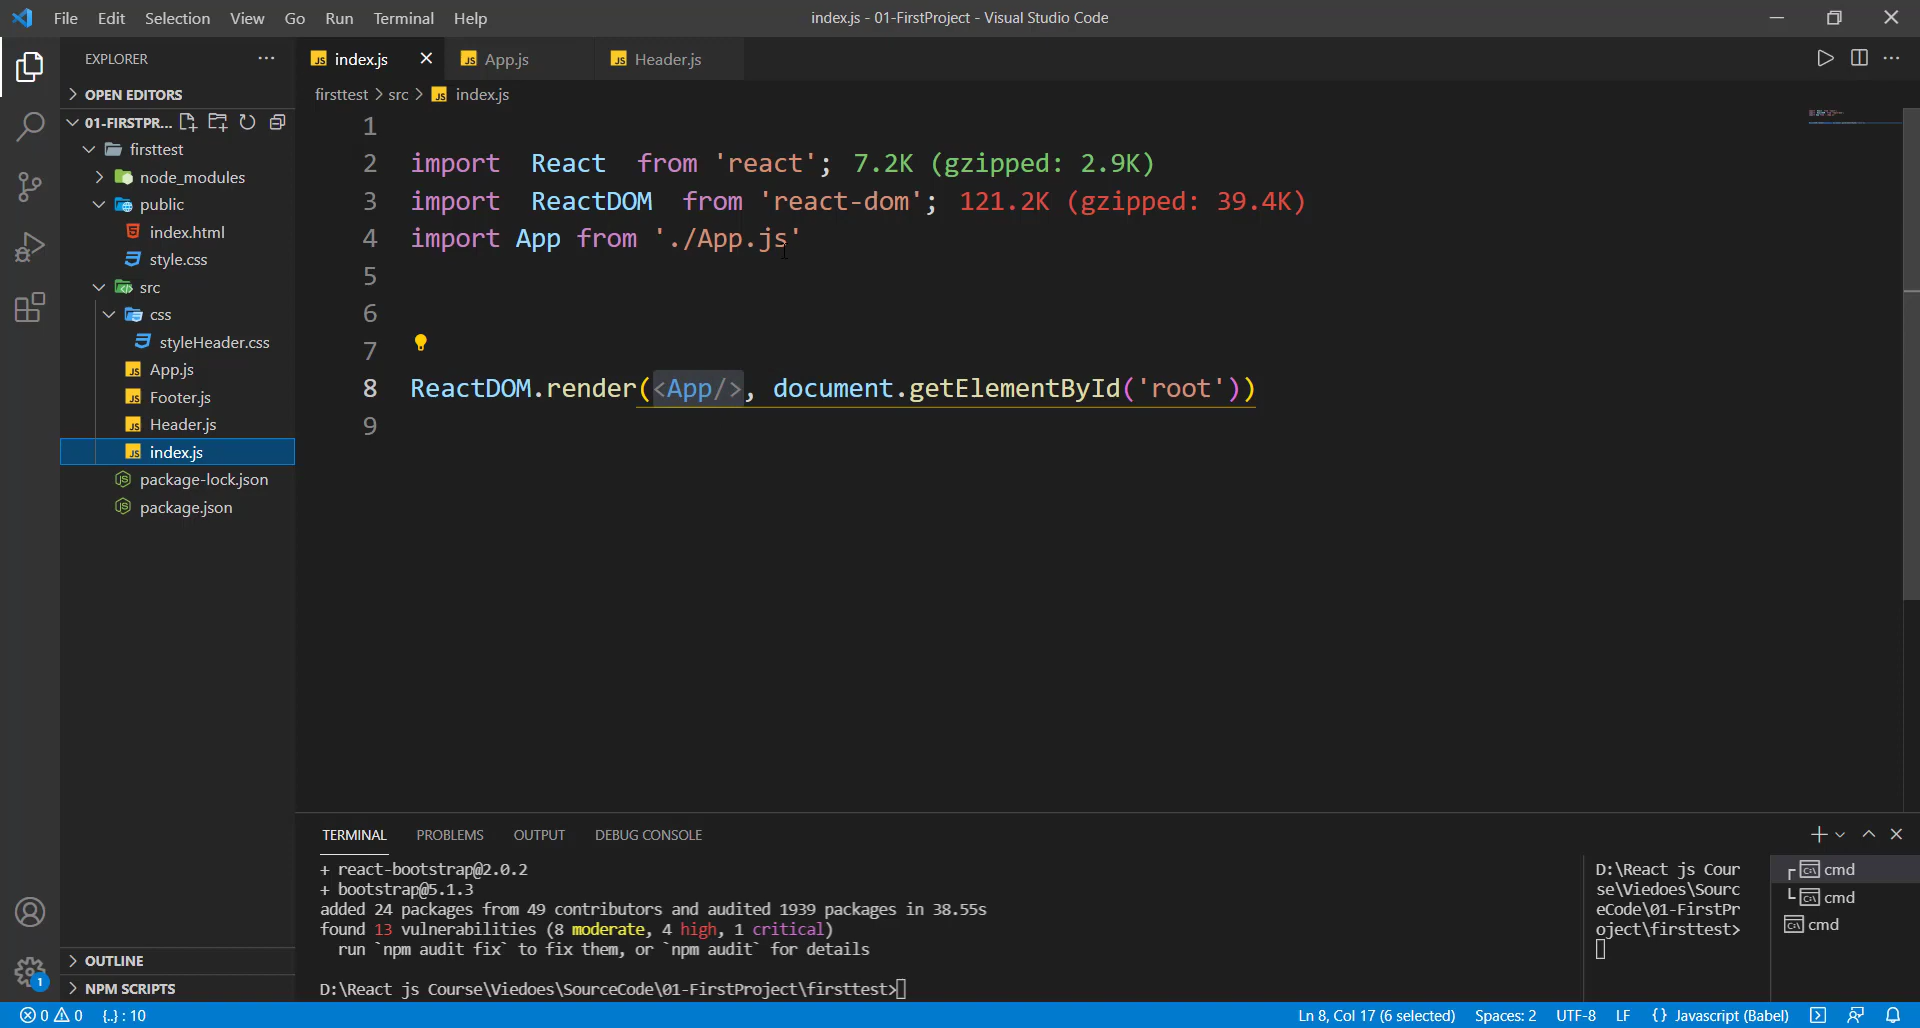 File Edit Selection View Go Run Terminal Help
index.js - 01-FirstProject - Visual Studio Code
EXPLORER
OPEN EDITORS
01-FIRSTPR...
firsttest
node_modules
public
index.html
style.css
src
css
styleHeader.css
App.js
Footer.js
Header.js
index.js
package-lock.json
package.json
OUTLINE
NPM SCRIPTS
1
index.js
App.js
Header.js
firsttest > src > index.js
1
2 import React from 'react'; 7.2K (gzipped: 2.9K)
3 import ReactDOM from 'react-dom'; 121.2K (gzipped: 39.4K)
4 import App from './App.js'
5
6
7
8 ReactDOM.render(<App/>, document.getElementById('root'))
9
TERMINAL PROBLEMS OUTPUT DEBUG CONSOLE
+ react-bootstrap@2.0.2
+ bootstrap@5.1.3
added 24 packages from 49 contributors and audited 1939 packages in 38.55s
found 13 vulnerabilities (8 moderate, 4 high, 1 critical)
run `npm audit fix` to fix them, or `npm audit` for details
D:\React js Course\Viedoes\SourceCode\01-FirstProject\firsttest>
D:\React js Cour
se\Viedoes\Sourc
eCode\01-FirstPr
oject\firsttest>
cmd
cmd
cmd
0 0 {..} : 10
Ln 8, Col 17 (6 selected) Spaces: 2 UTF-8 LF {} Javascript (Babel)